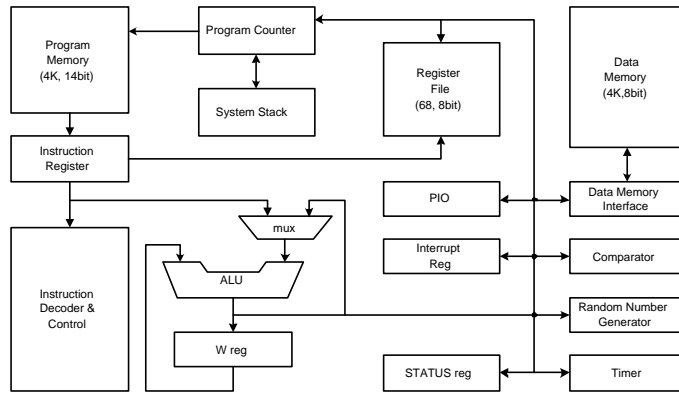 Program
Memory
(4K, 14bit)
Program Counter
System Stack
Register
File
(68, 8bit)
Data
Memory
(4K,8bit)
Instruction
Register
PIO
Data Memory
Interface
mux
Interrupt
Reg
Comparator
ALU
Instruction
Decoder &
Control
Random Number
Generator
W reg
STATUS reg
Timer